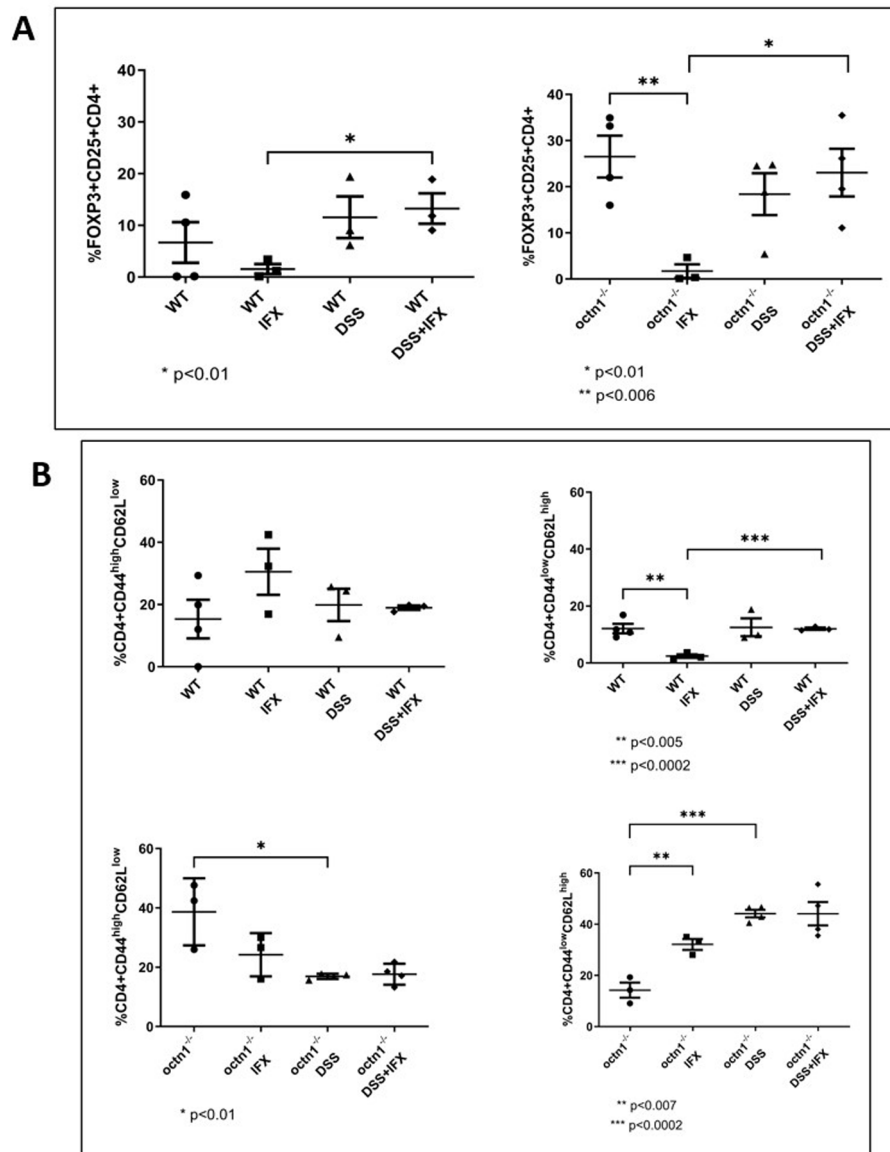 A
%FOXP3+CD25+CD4+
40
30
20
10
0
*
WT
WT
IFX
WT
DSS
WT
DSS+IFX
* p<0.01
%FOXP3+CD25+CD4+
40
30
20
10
0
**
*
octn1-/-
octn1-/-
IFX
octn1-/-
DSS
octn1-/-
DSS+IFX
* p<0.01
** p<0.006
B
%CD4+CD44highCD62Llow
60
40
20
0
WT
WT
IFX
WT
DSS
WT
DSS+IFX
%CD4+CD44lowCD62Lhigh
60
40
20
0
**
***
WT
WT
IFX
WT
DSS
WT
DSS+IFX
** p<0.005
*** p<0.0002
%CD4+CD44highCD62Llow
60
40
20
0
*
octn1-/-
octn1-/-
IFX
octn1-/-
DSS
octn1-/-
DSS+IFX
* p<0.01
%CD4+CD44lowCD62Lhigh
60
40
20
0
***
**
octn1-/-
octn1-/-
IFX
octn1-/-
DSS
octn1-/-
DSS+IFX
** p<0.007
*** p<0.0002